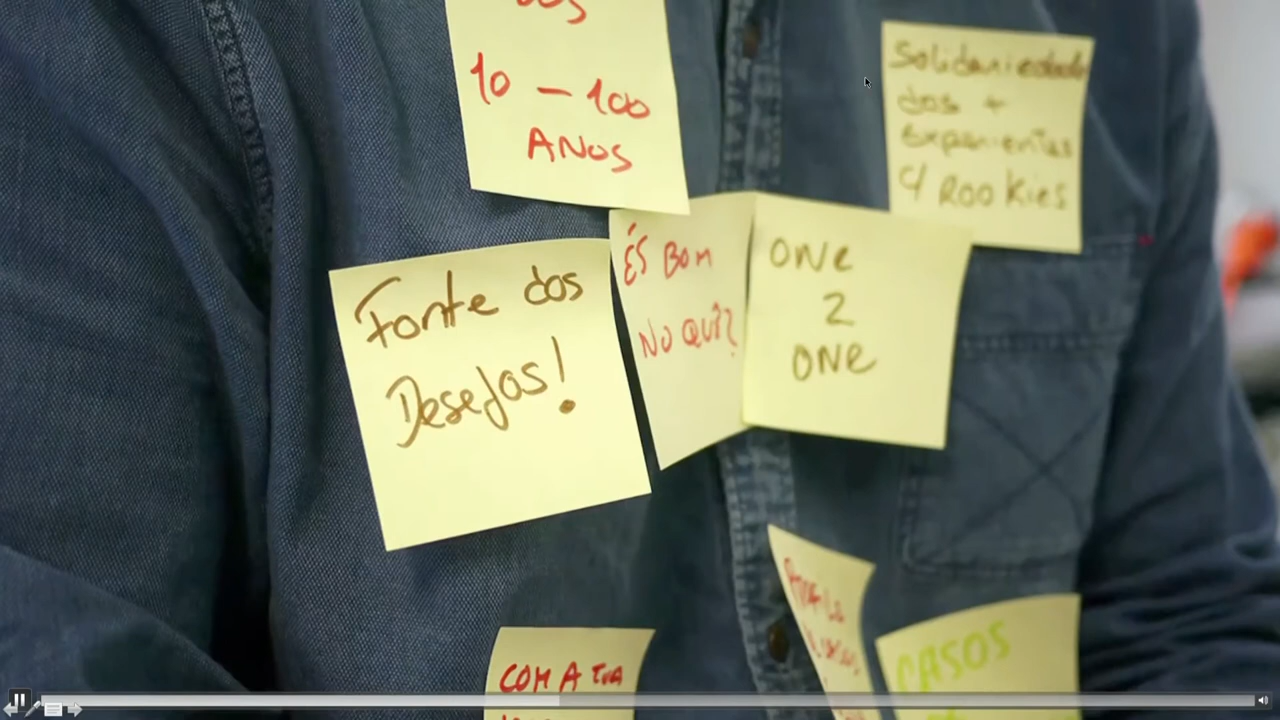 10 - 100
ANOS
Solidariedade
dos +
experientes
c/ ROOKies
Fonte dos
Desejos!
ÉS BOM
NO QUÊ??
ONE
2
ONE
COM A TUA
CASOS